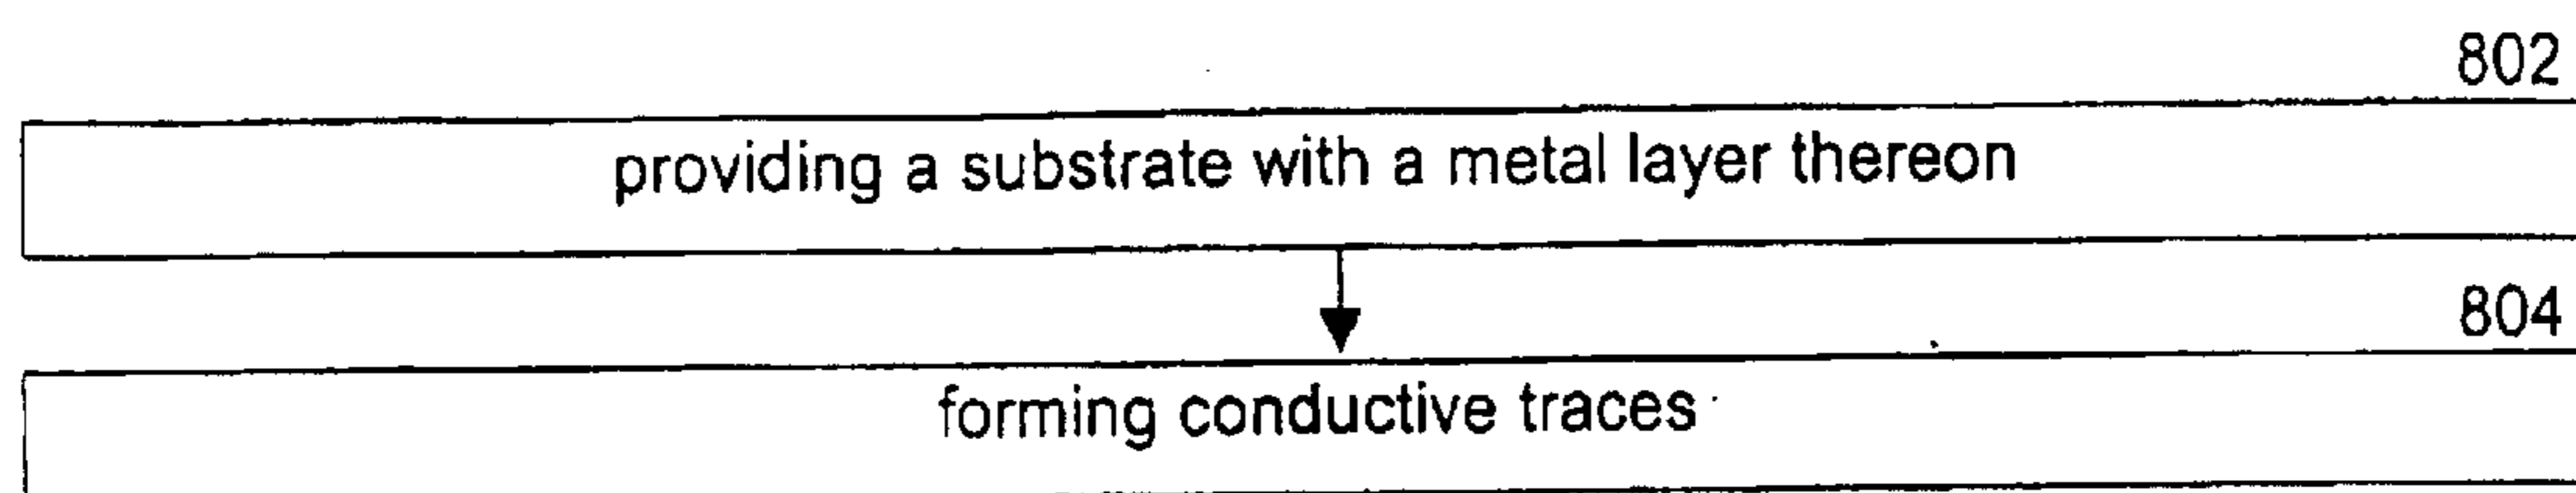 802
providing a substrate with a metal layer thereon
804
forming conductive traces